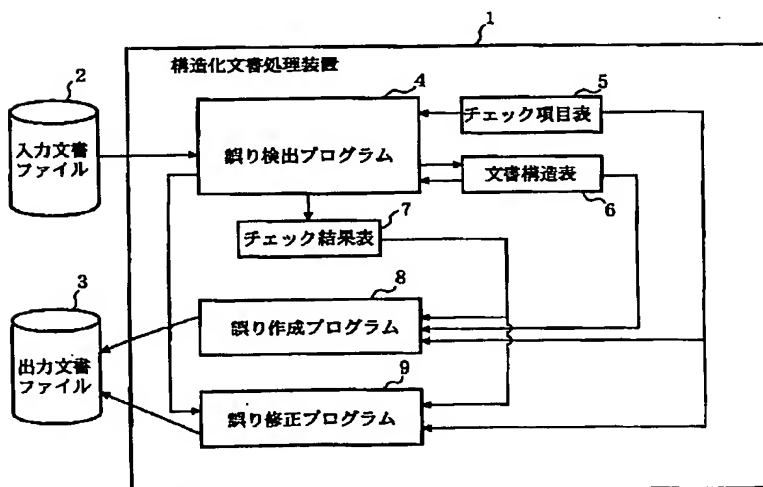 1
構造化文書処理装置
2
4
5
入力文書
ファイル
誤り検出プログラム
チェック項目表
文書構造表
6
7
チェック結果表
3
8
出力文書
ファイル
誤り作成プログラム
9
誤り修正プログラム